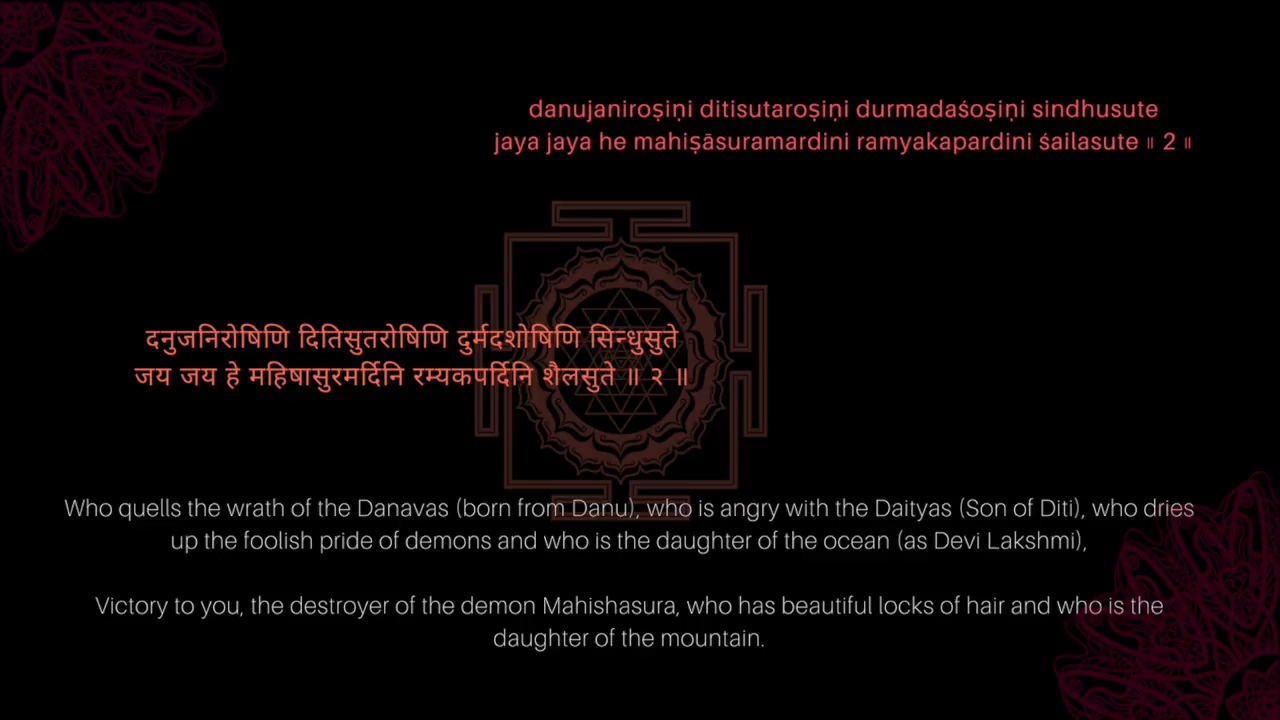 danujaniroṣiṇi ditisutaroṣiṇi durmadaśoṣiṇi sindhusute
jaya jaya he mahiṣāsuramardini ramyakapardini śailasute ॥ 2 ॥
दनुजनिरोषिणि दितिसुतरोषिणि दुर्मदशोषिणि सिन्धुसुते
जय जय हे महिषासुरमर्दिनि रम्यकपर्दिनि शैलसुते ॥ २ ॥
Who quells the wrath of the Danavas (born from Danu), who is angry with the Daityas (Son of Diti), who dries
up the foolish pride of demons and who is the daughter of the ocean (as Devi Lakshmi),
Victory to you, the destroyer of the demon Mahishasura, who has beautiful locks of hair and who is the
daughter of the mountain.